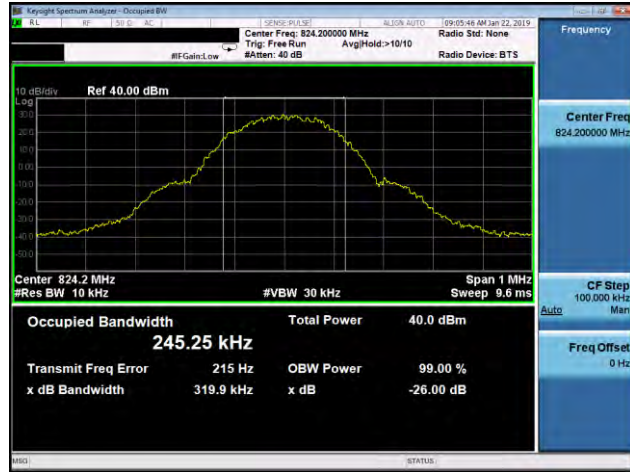 Keysight Spectrum Analyzer - Occupied BW
RL RF 50 Ω AC SENSE:PULSE ALIGN AUTO 09:05:46 AM Jan 22, 2019
Center Freq: 824.200000 MHz Radio Std: None
Trig: Free Run Avg|Hold:>10/10
#IFGain:Low #Atten: 40 dB Radio Device: BTS
10 dB/div Ref 40.00 dBm
Log
30.0
20.0
10.0
0.00
-10.0
-20.0
-30.0
-40.0
-50.0
Center 824.2 MHz Span 1 MHz
#Res BW 10 kHz #VBW 30 kHz Sweep 9.6 ms
Occupied Bandwidth Total Power 40.0 dBm
245.25 kHz
Transmit Freq Error 215 Hz OBW Power 99.00 %
x dB Bandwidth 319.9 kHz x dB -26.00 dB
MSG STATUS
Frequency
Center Freq
824.200000 MHz
CF Step
100.000 kHz
Auto Man
Freq Offset
0 Hz